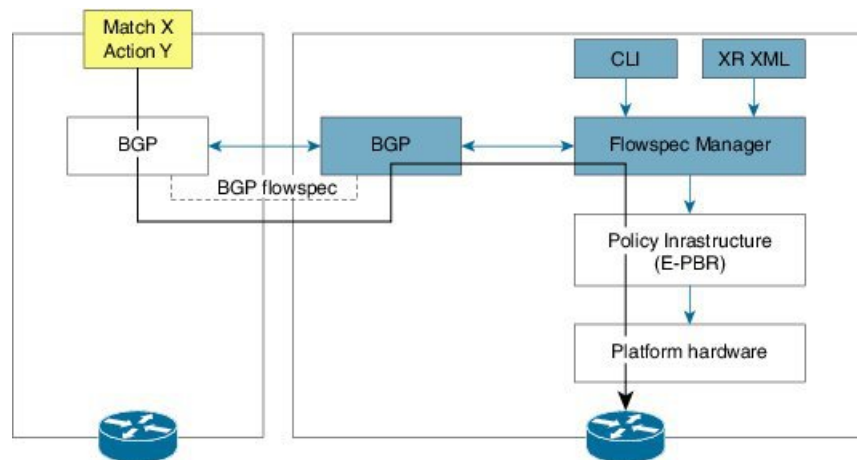 Match X
Action Y
CLI
XR XML
BGP
BGP
Flowspec Manager
BGP flowspec
Policy Inrastructure
(E-PBR)
Platform hardware